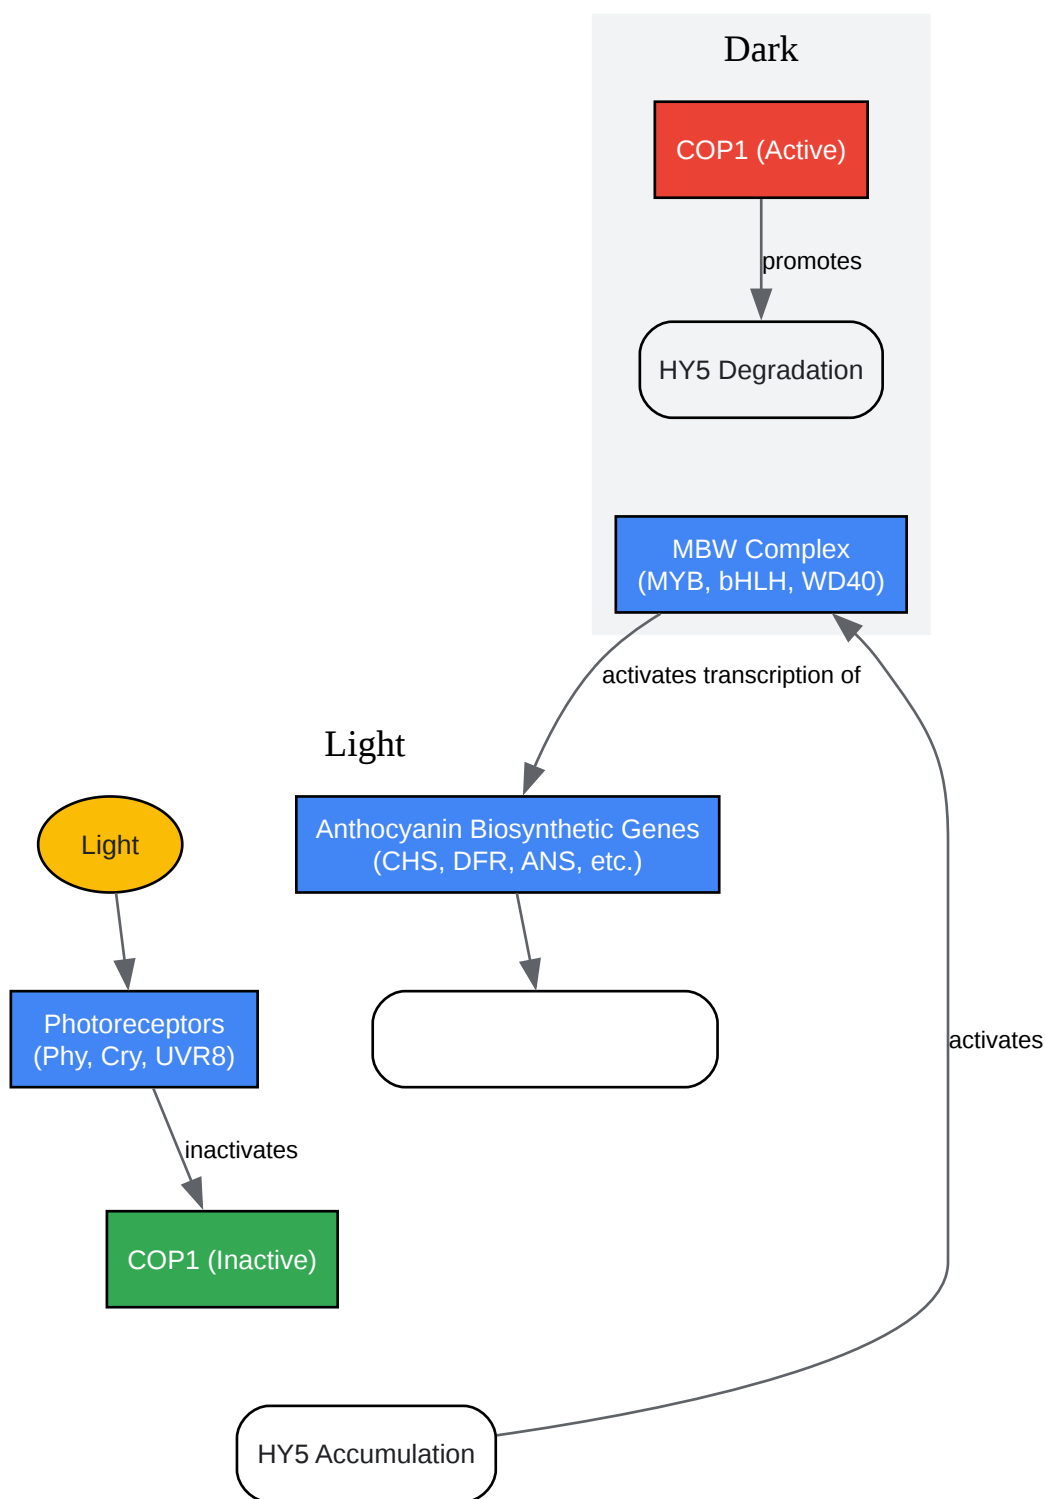 Dark
COP1 (Active)
promotes
HY5 Degradation
MBW Complex
(MYB, bHLH, WD40)
activates transcription of
Light
Anthocyanin Biosynthetic Genes
(CHS, DFR, ANS, etc.)
Light
Photoreceptors
(Phy, Cry, UVR8)
activates
inactivates
COP1 (Inactive)
HY5 Accumulation